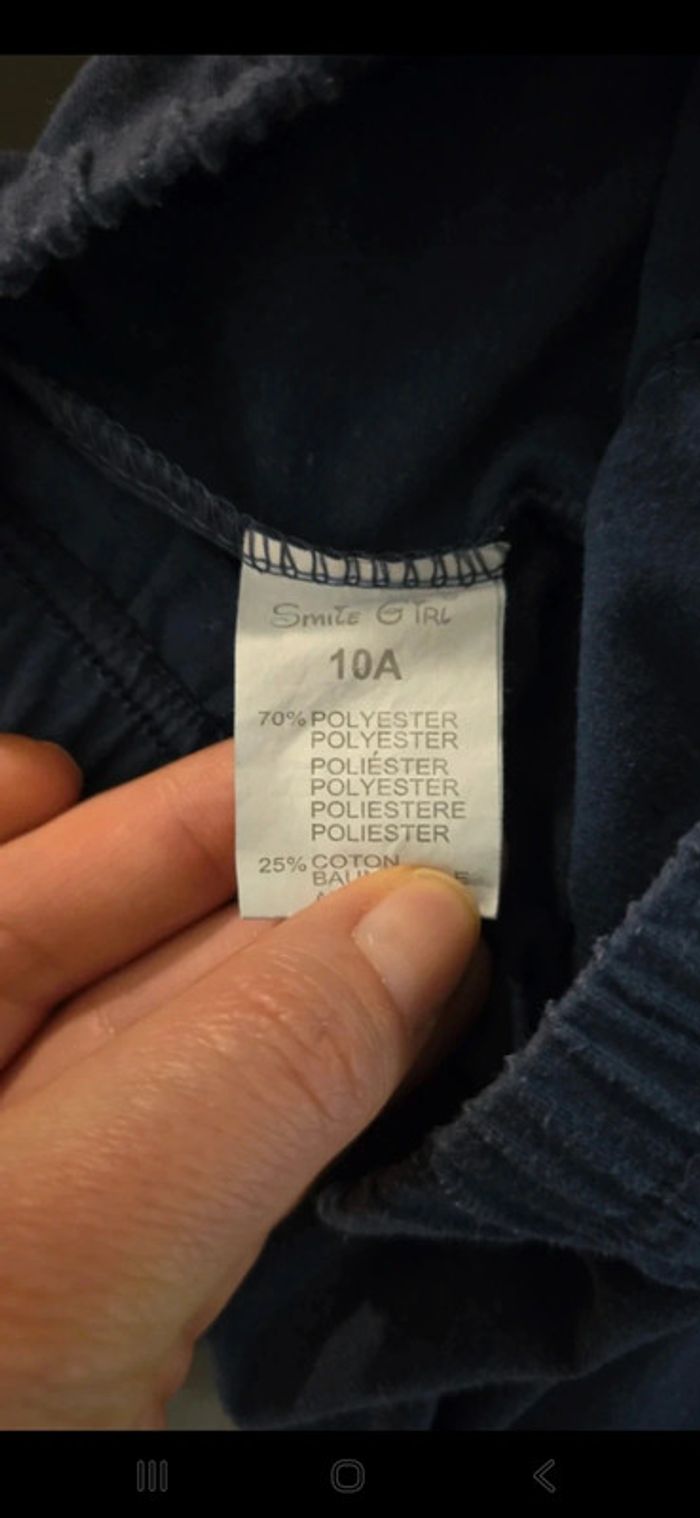 Smile Girl
10A
70% POLYESTER
POLYESTER
POLIÉSTER
POLYESTER
POLIESTERE
POLIESTER
25% COTON